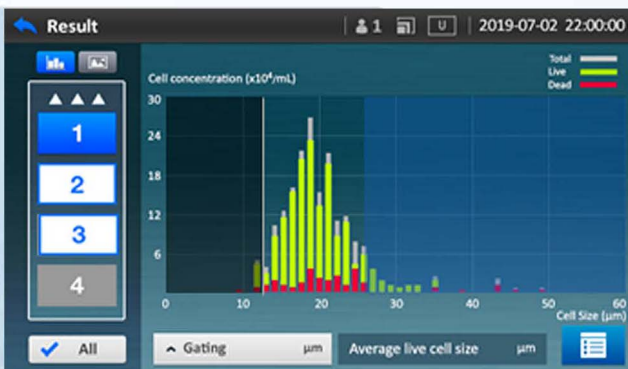 Result
1
U
2019-07-02 22:00:00
1
2
3
4
All
Total
Live
Dead
Cell concentration (x10⁴/mL)
30
24
18
12
6
0 10 20 30 40 50 60
Cell Size (μm)
Gating μm
Average live cell size μm